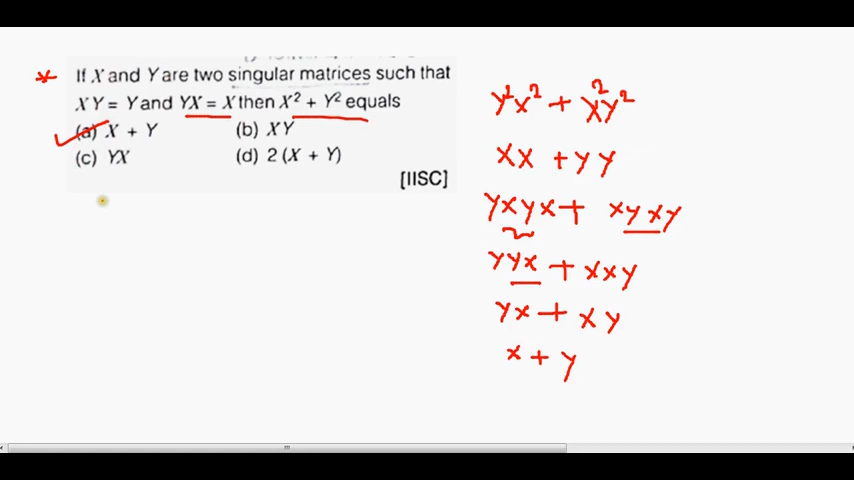 * If X and Y are two singular matrices such that
XY = Y and YX = X then X² + Y² equals
(a) X + Y (b) XY
(c) YX (d) 2(X + Y)
[IISC]
Y²X² + X²Y²
XX + YY
YXYX + XYXY
YYX + XXY
YX + XY
X + Y